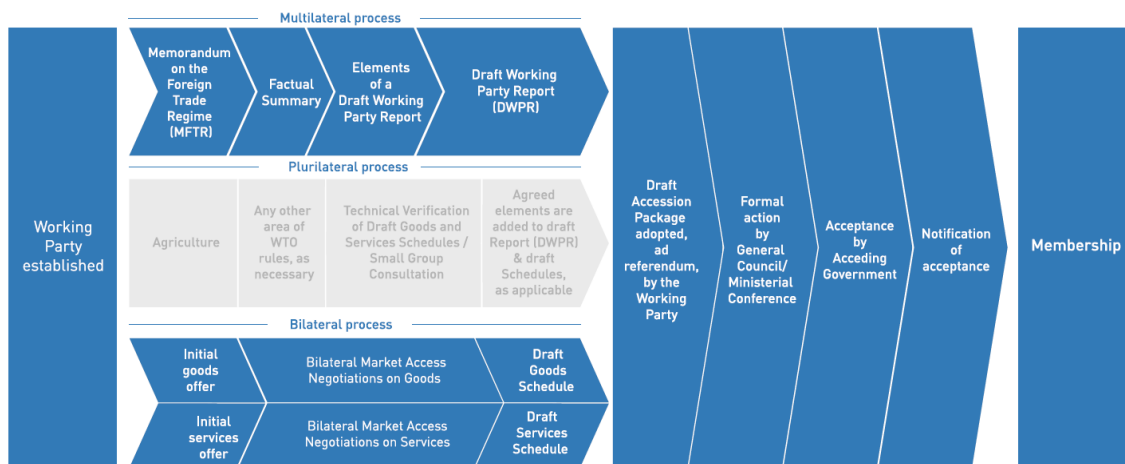 Working
Party
established
Multilateral process
Memorandum
on the
Foreign
Trade
Regime
(MFTR)
Factual
Summary
Elements
of a
Draft Working
Party Report
Draft Working
Party Report
(DWPR)
Plurilateral process
Agriculture
Any other
area of
WTO
rules, as
necessary
Technical Verification
of Draft Goods and
Services Schedules /
Small Group
Consultation
Agreed
elements are
added to draft
Report (DWPR)
& draft
Schedules,
as applicable
Bilateral process
Initial
goods
offer
Bilateral Market Access
Negotiations on Goods
Draft
Goods
Schedule
Initial
services
offer
Bilateral Market Access
Negotiations on Services
Draft
Services
Schedule
Draft
Accession
Package
adopted,
ad
referendum,
by the
Working
Party
Formal
action
by
General
Council/
Ministerial
Conference
Acceptance
by
Acceding
Government
Notification
of
acceptance
Membership